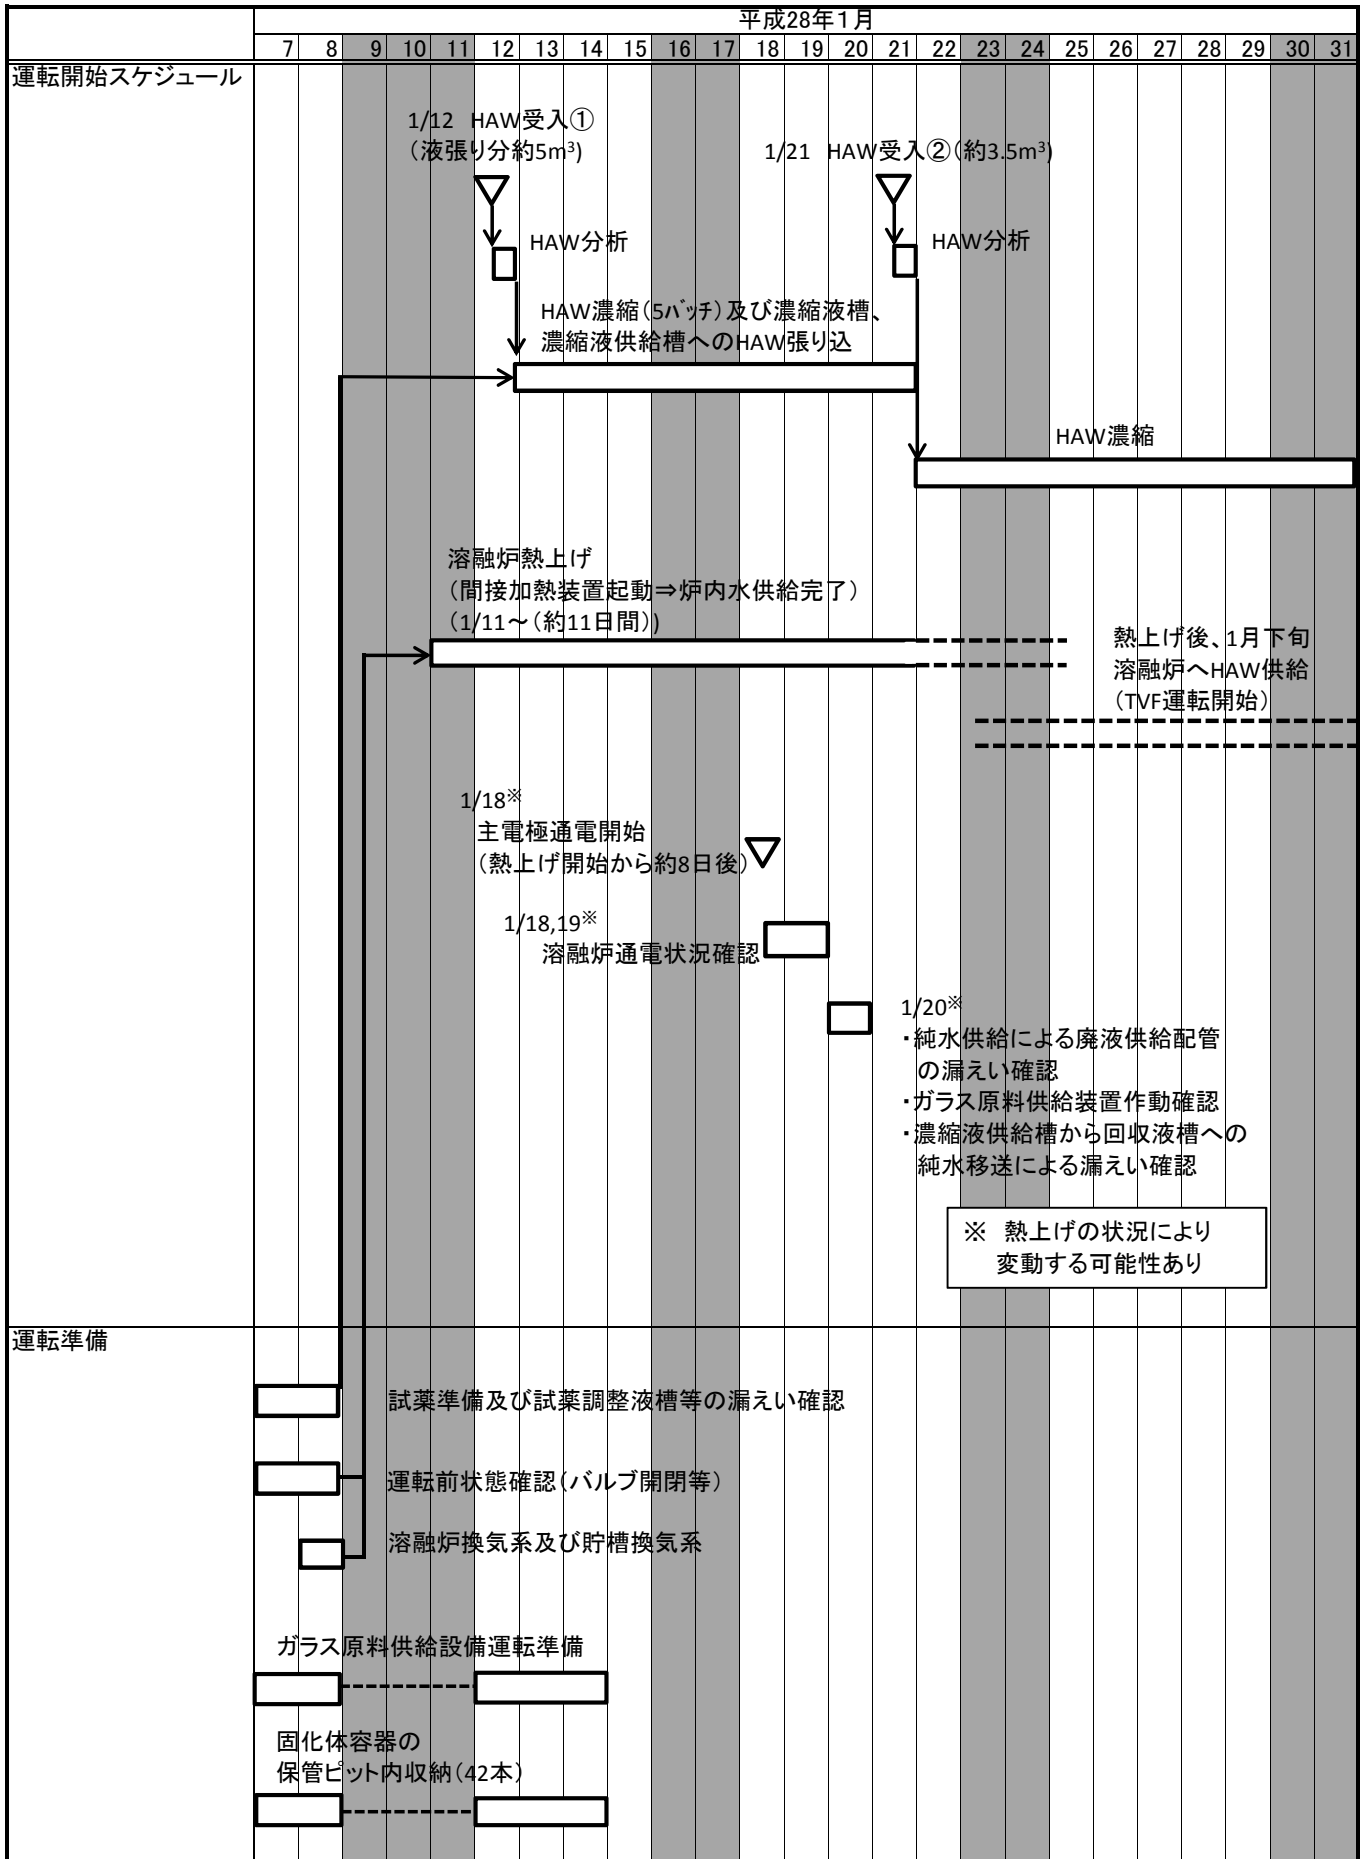 平成28年1月
7 8 9 10 11 12 13 14 15 16 17 18 19 20 21 22 23 24 25 26 27 28 29 30 31
運転開始スケジュール
1/12 HAW受入①
（液張り分約5m³)
1/21 HAW受入②（約3.5m³)
HAW分析
HAW分析
HAW濃縮（5ﾊﾞｯﾁ）及び濃縮液槽、
濃縮液供給槽へのHAW張り込
HAW濃縮
溶融炉熱上げ
（間接加熱装置起動⇒炉内水供給完了）
（1/11～（約11日間））
熱上げ後、1月下旬
溶融炉へHAW供給
（TVF運転開始）
1/18※
主電極通電開始
（熱上げ開始から約8日後）
1/18,19※
溶融炉通電状況確認
1/20※
・純水供給による廃液供給配管
の漏えい確認
・ガラス原料供給装置作動確認
・濃縮液供給槽から回収液槽への
純水移送による漏えい確認
※ 熱上げの状況により
変動する可能性あり
運転準備
試薬準備及び試薬調整液槽等の漏えい確認
運転前状態確認（バルブ開閉等）
溶融炉換気系及び貯槽換気系
ガラス原料供給設備運転準備
固化体容器の
保管ピット内収納（42本）